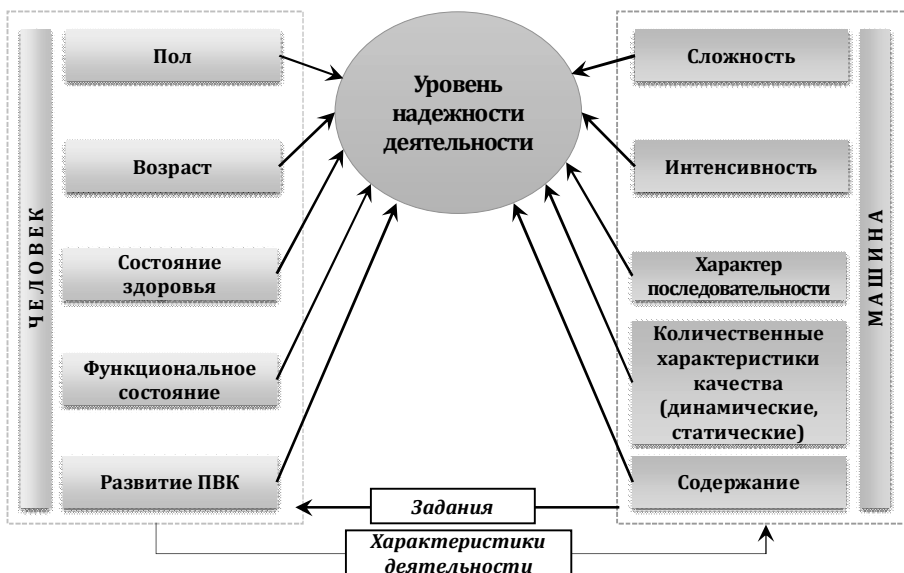 ЧЕЛОВЕК
Пол
Возраст
Состояние
здоровья
Функциональное
состояние
Развитие ПВК
Уровень
надежности
деятельности
Сложность
Интенсивность
Характер
последовательности
Количественные
характеристики
качества
(динамические,
статические)
Содержание
МАШИНА
Задания
Характеристики
деятельности